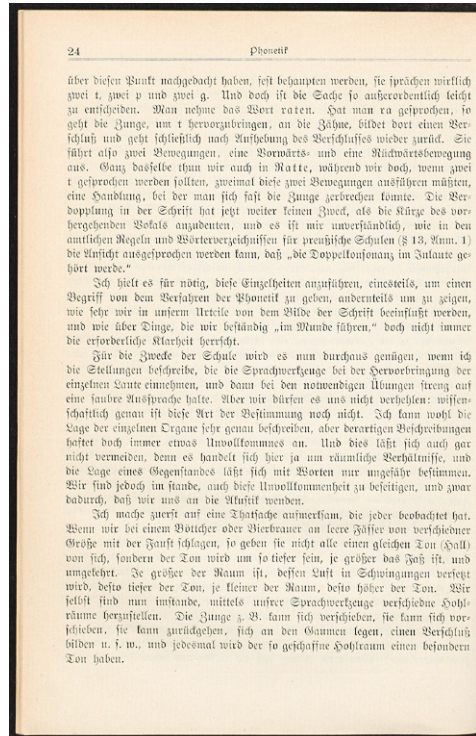 24
Phonetik
über diesen Punkt nachgedacht haben, fest behaupten werden, sie sprächen wirklich
zwei t, zwei p und zwei g. Und doch ist die Sache so außerordentlich leicht
zu entscheiden. Man nehme das Wort raten. Hat man ra gesprochen, so
geht die Zunge, um t hervorzubringen, an die Zähne, bildet dort einen Ver-
schluß und geht schließlich nach Aufhebung des Verschlusses wieder zurück. Sie
führt also zwei Bewegungen, eine Vorwärts- und eine Rückwärtsbewegung
aus. Ganz dasselbe thun wir auch in Ratte, während wir doch, wenn zwei
t gesprochen werden sollten, zweimal diese zwei Bewegungen ausführen müßten,
eine Handlung, bei der man sich fast die Zunge zerbrechen könnte. Die Ver-
dopplung in der Schrift hat jetzt weiter keinen Zweck, als die Kürze des vor-
hergehenden Vokals anzudeuten, und es ist mir unverständlich, wie in den
amtlichen Regeln und Wörterverzeichnissen für preußische Schulen (§ 13, Anm. 1)
die Ansicht ausgesprochen werden kann, daß „die Doppelkonsonanz im Inlaute ge-
hört werde."
Ich hielt es für nötig, diese Einzelheiten anzuführen, einesteils, um einen
Begriff von dem Verfahren der Phonetik zu geben, andernteils um zu zeigen,
wie sehr wir in unserm Urteile von dem Bilde der Schrift beeinflußt werden,
und wie über Dinge, die wir beständig „im Munde führen," doch nicht immer
die erforderliche Klarheit herrscht.
Für die Zwecke der Schule wird es nun durchaus genügen, wenn ich
die Stellungen beschreibe, die die Sprachwerkzeuge bei der Hervorbringung der
einzelnen Laute einnehmen, und dann bei den notwendigen Übungen streng auf
eine saubre Aussprache halte. Aber wir dürfen es uns nicht verhehlen: wissen-
schaftlich genau ist diese Art der Bestimmung noch nicht. Ich kann wohl die
Lage der einzelnen Organe sehr genau beschreiben, aber derartigen Beschreibungen
haftet doch immer etwas Unvollkommnes an. Und dies läßt sich auch gar
nicht vermeiden, denn es handelt sich hier ja um räumliche Verhältnisse, und
die Lage eines Gegenstandes läßt sich mit Worten nur ungefähr bestimmen.
Wir sind jedoch im stande, auch diese Unvollkommenheit zu beseitigen, und zwar
dadurch, daß wir uns an die Akustik wenden.
Ich mache zuerst auf eine Thatsache aufmerksam, die jeder beobachtet hat.
Wenn wir bei einem Böttcher oder Bierbrauer an leere Fässer von verschiedner
Größe mit der Faust schlagen, so geben sie nicht alle einen gleichen Ton (Hall)
von sich, sondern der Ton wird um so tiefer sein, je größer das Faß ist, und
umgekehrt. Je größer der Raum ist, dessen Luft in Schwingungen versetzt
wird, desto tiefer der Ton, je kleiner der Raum, desto höher der Ton. Wir
selbst sind nun imstande, mittels unsrer Sprachwerkzeuge verschiedne Hohl-
räume herzustellen. Die Zunge z. B. kann sich verschieben, sie kann sich vor-
schieben, sie kann zurückgehen, sich an den Gaumen legen, einen Verschluß
bilden u. s. w., und jedesmal wird der so geschaffne Hohlraum einen besondern
Ton haben.